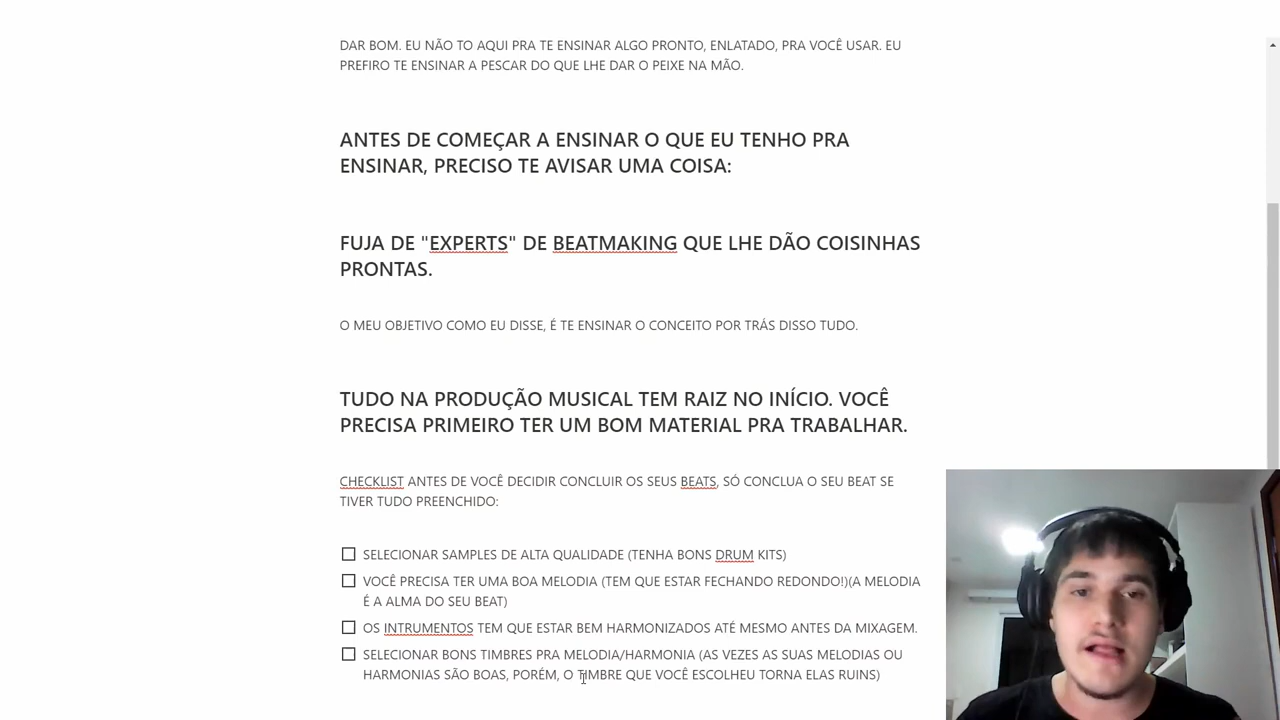 DAR BOM. EU NÃO TO AQUI PRA TE ENSINAR ALGO PRONTO, ENLATADO, PRA VOCÊ USAR. EU
PREFIRO TE ENSINAR A PESCAR DO QUE LHE DAR O PEIXE NA MÃO.
ANTES DE COMEÇAR A ENSINAR O QUE EU TENHO PRA
ENSINAR, PRECISO TE AVISAR UMA COISA:
FUJA DE "EXPERTS" DE BEATMAKING QUE LHE DÃO COISINHAS
PRONTAS.
O MEU OBJETIVO COMO EU DISSE, É TE ENSINAR O CONCEITO POR TRÁS DISSO TUDO.
TUDO NA PRODUÇÃO MUSICAL TEM RAIZ NO INÍCIO. VOCÊ
PRECISA PRIMEIRO TER UM BOM MATERIAL PRA TRABALHAR.
CHECKLIST ANTES DE VOCÊ DECIDIR CONCLUIR OS SEUS BEATS, SÓ CONCLUA O SEU BEAT SE
TIVER TUDO PREENCHIDO:
SELECIONAR SAMPLES DE ALTA QUALIDADE (TENHA BONS DRUM KITS)
VOCÊ PRECISA TER UMA BOA MELODIA (TEM QUE ESTAR FECHANDO REDONDO!)(A MELODIA
É A ALMA DO SEU BEAT)
OS INTRUMENTOS TEM QUE ESTAR BEM HARMONIZADOS ATÉ MESMO ANTES DA MIXAGEM.
SELECIONAR BONS TIMBRES PRA MELODIA/HARMONIA (AS VEZES AS SUAS MELODIAS OU
HARMONIAS SÃO BOAS, PORÉM, O TIMBRE QUE VOCÊ ESCOLHEU TORNA ELAS RUINS)